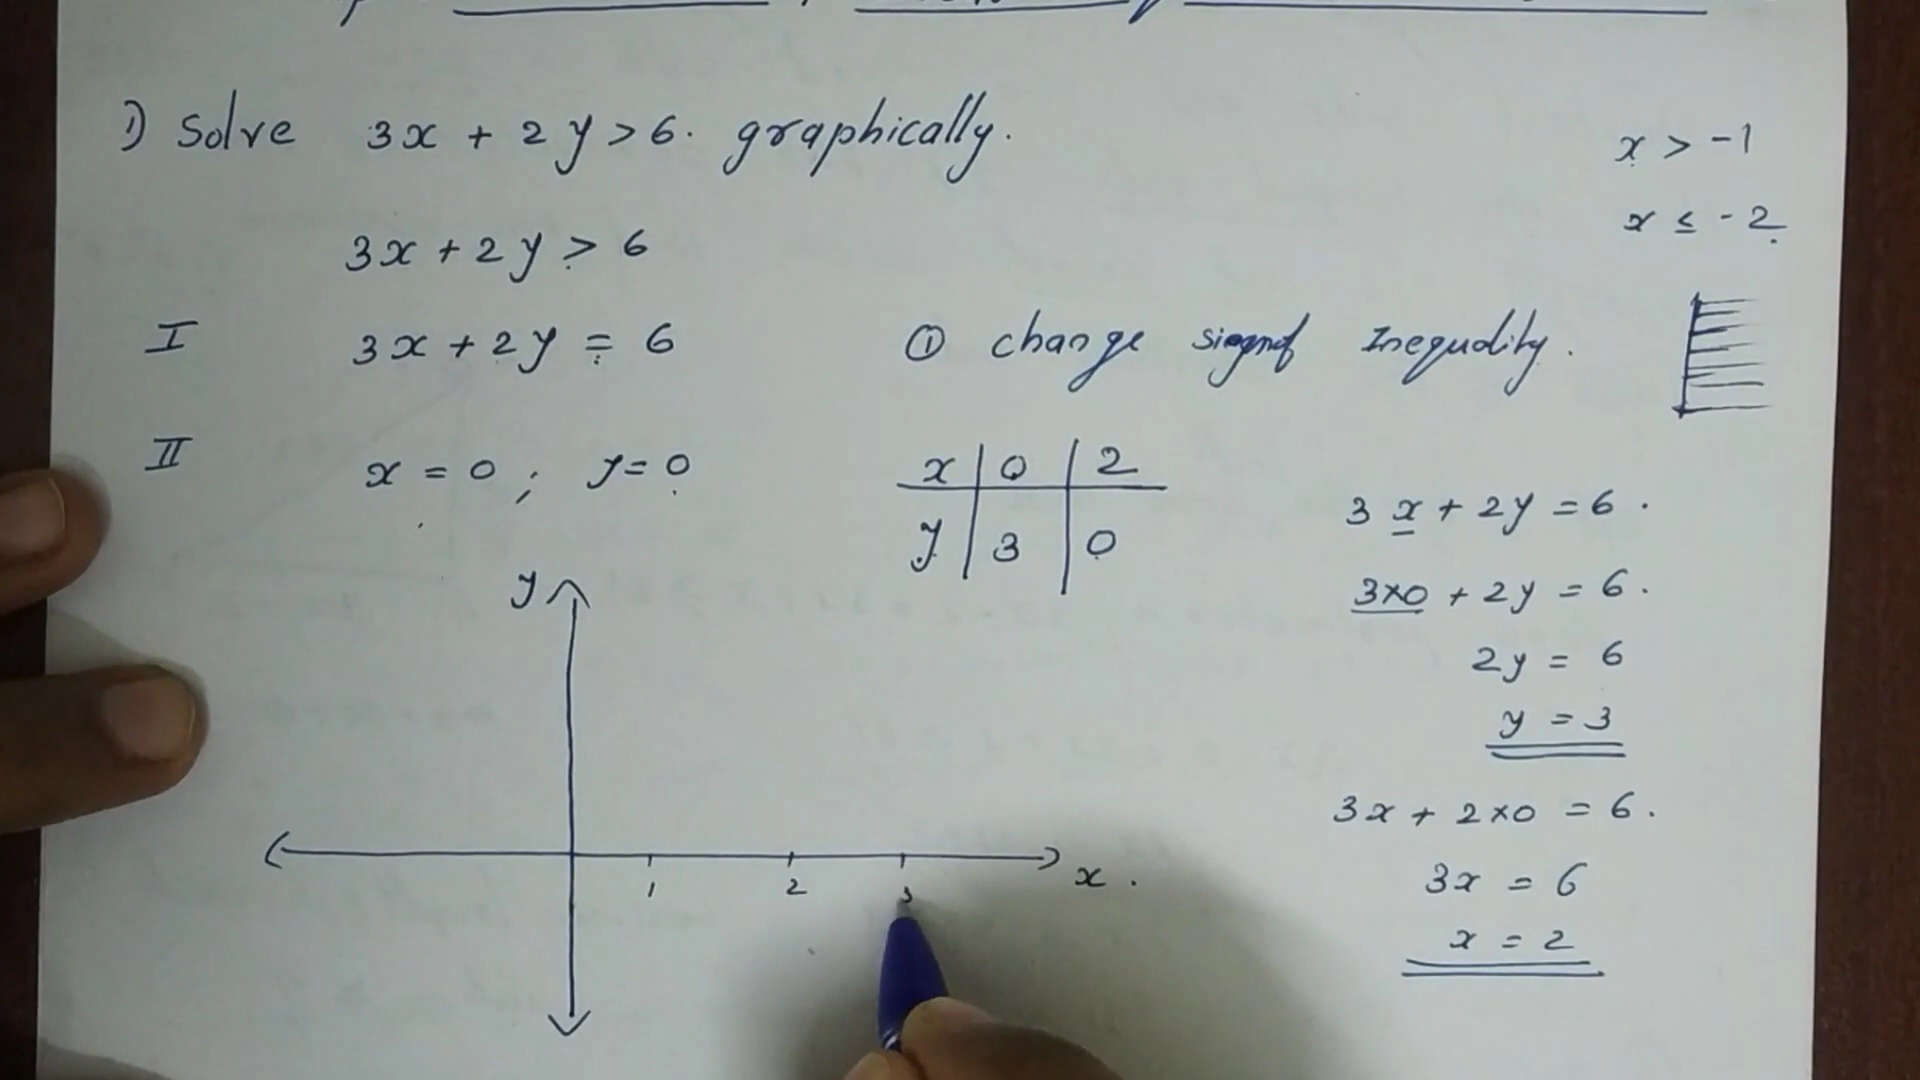 1) Solve 3x + 2y > 6. graphically.
x > -1
x ≤ -2
3x + 2y > 6
I 3x + 2y = 6
① change sign of Inequality.
II x = 0 ; y = 0
x | 0 | 2
y | 3 | 0
3x + 2y = 6.
3×0 + 2y = 6.
2y = 6
y = 3
3x + 2×0 = 6.
3x = 6
x = 2
y
1 2 3
x.